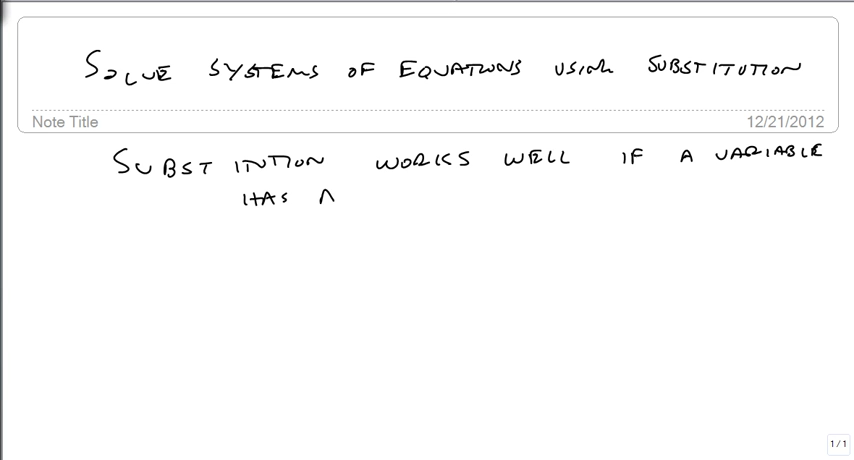 SOLVE SYSTEMS OF EQUATIONS USING SUBSTITUTION
Note Title
12/21/2012
SUBSTITUTION WORKS WELL IF A VARIABLE
HAS A
1 / 1